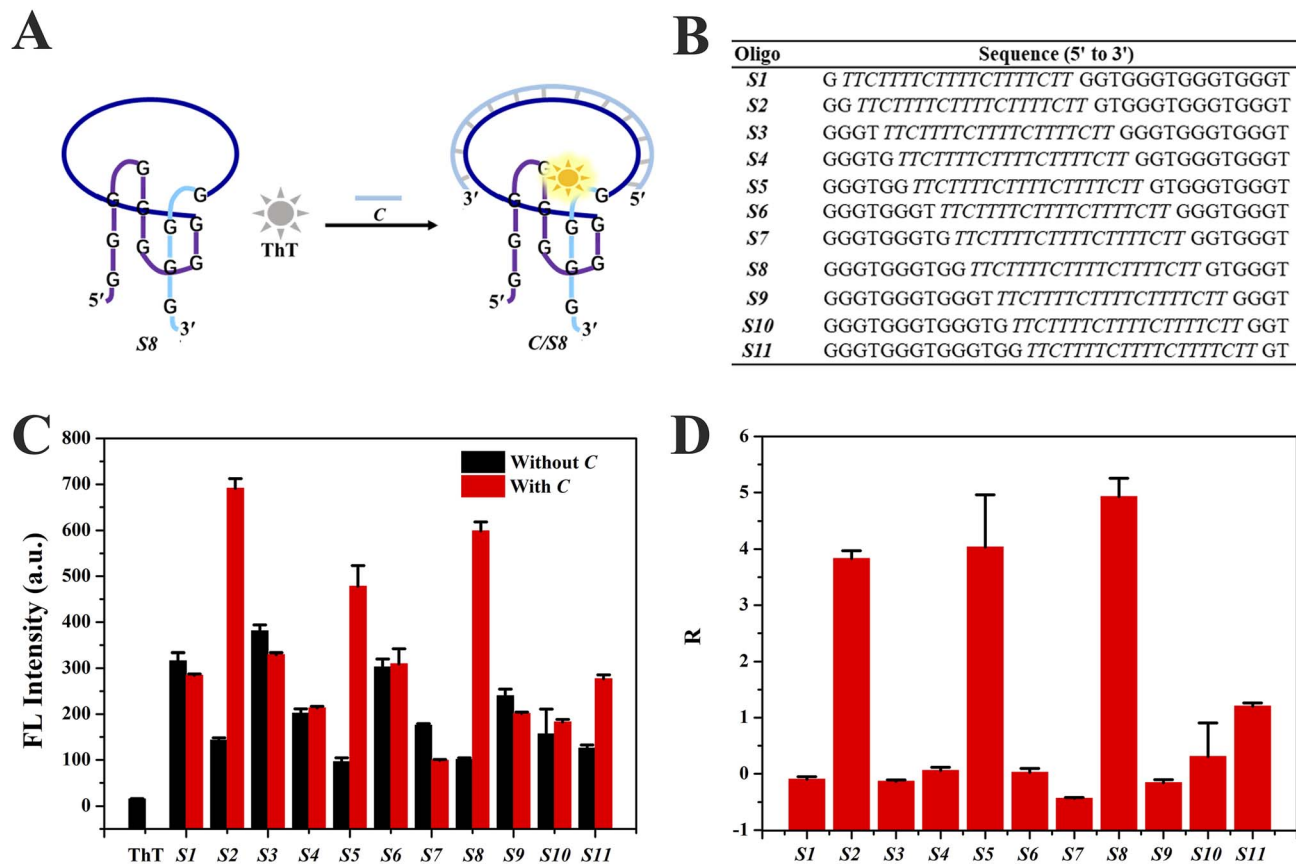 A
G
G
G
G
G
G
G
G
G
G
G
G
5'
3'
S8
ThT
C
G
G
G
G
G
G
G
G
G
G
G
G
3'
5'
5'
3'
C/S8
B
Oligo Sequence (5' to 3')
S1 G TTCTTTTCTTTTCTTTTCTT GGTGGGTGGGTGGGT
S2 GG TTCTTTTCTTTTCTTTTCTT GTGGGTGGGTGGGT
S3 GGGT TTCTTTTCTTTTCTTTTCTT GGGTGGGTGGGT
S4 GGGTG TTCTTTTCTTTTCTTTTCTT GGTGGGTGGGT
S5 GGGTGG TTCTTTTCTTTTCTTTTCTT GTGGGTGGGT
S6 GGGTGGGT TTCTTTTCTTTTCTTTTCTT GGGTGGGT
S7 GGGTGGGTG TTCTTTTCTTTTCTTTTCTT GGTGGGT
S8 GGGTGGGTGG TTCTTTTCTTTTCTTTTCTT GTGGGT
S9 GGGTGGGTGGGT TTCTTTTCTTTTCTTTTCTT GGGT
S10 GGGTGGGTGGGTG TTCTTTTCTTTTCTTTTCTT GGT
S11 GGGTGGGTGGGTGG TTCTTTTCTTTTCTTTTCTT GT
C
FL Intensity (a.u.)
800
700
600
500
400
300
200
100
0
Without C
With C
ThT S1 S2 S3 S4 S5 S6 S7 S8 S9 S10 S11
D
R
6
5
4
3
2
1
0
-1
S1 S2 S3 S4 S5 S6 S7 S8 S9 S10 S11